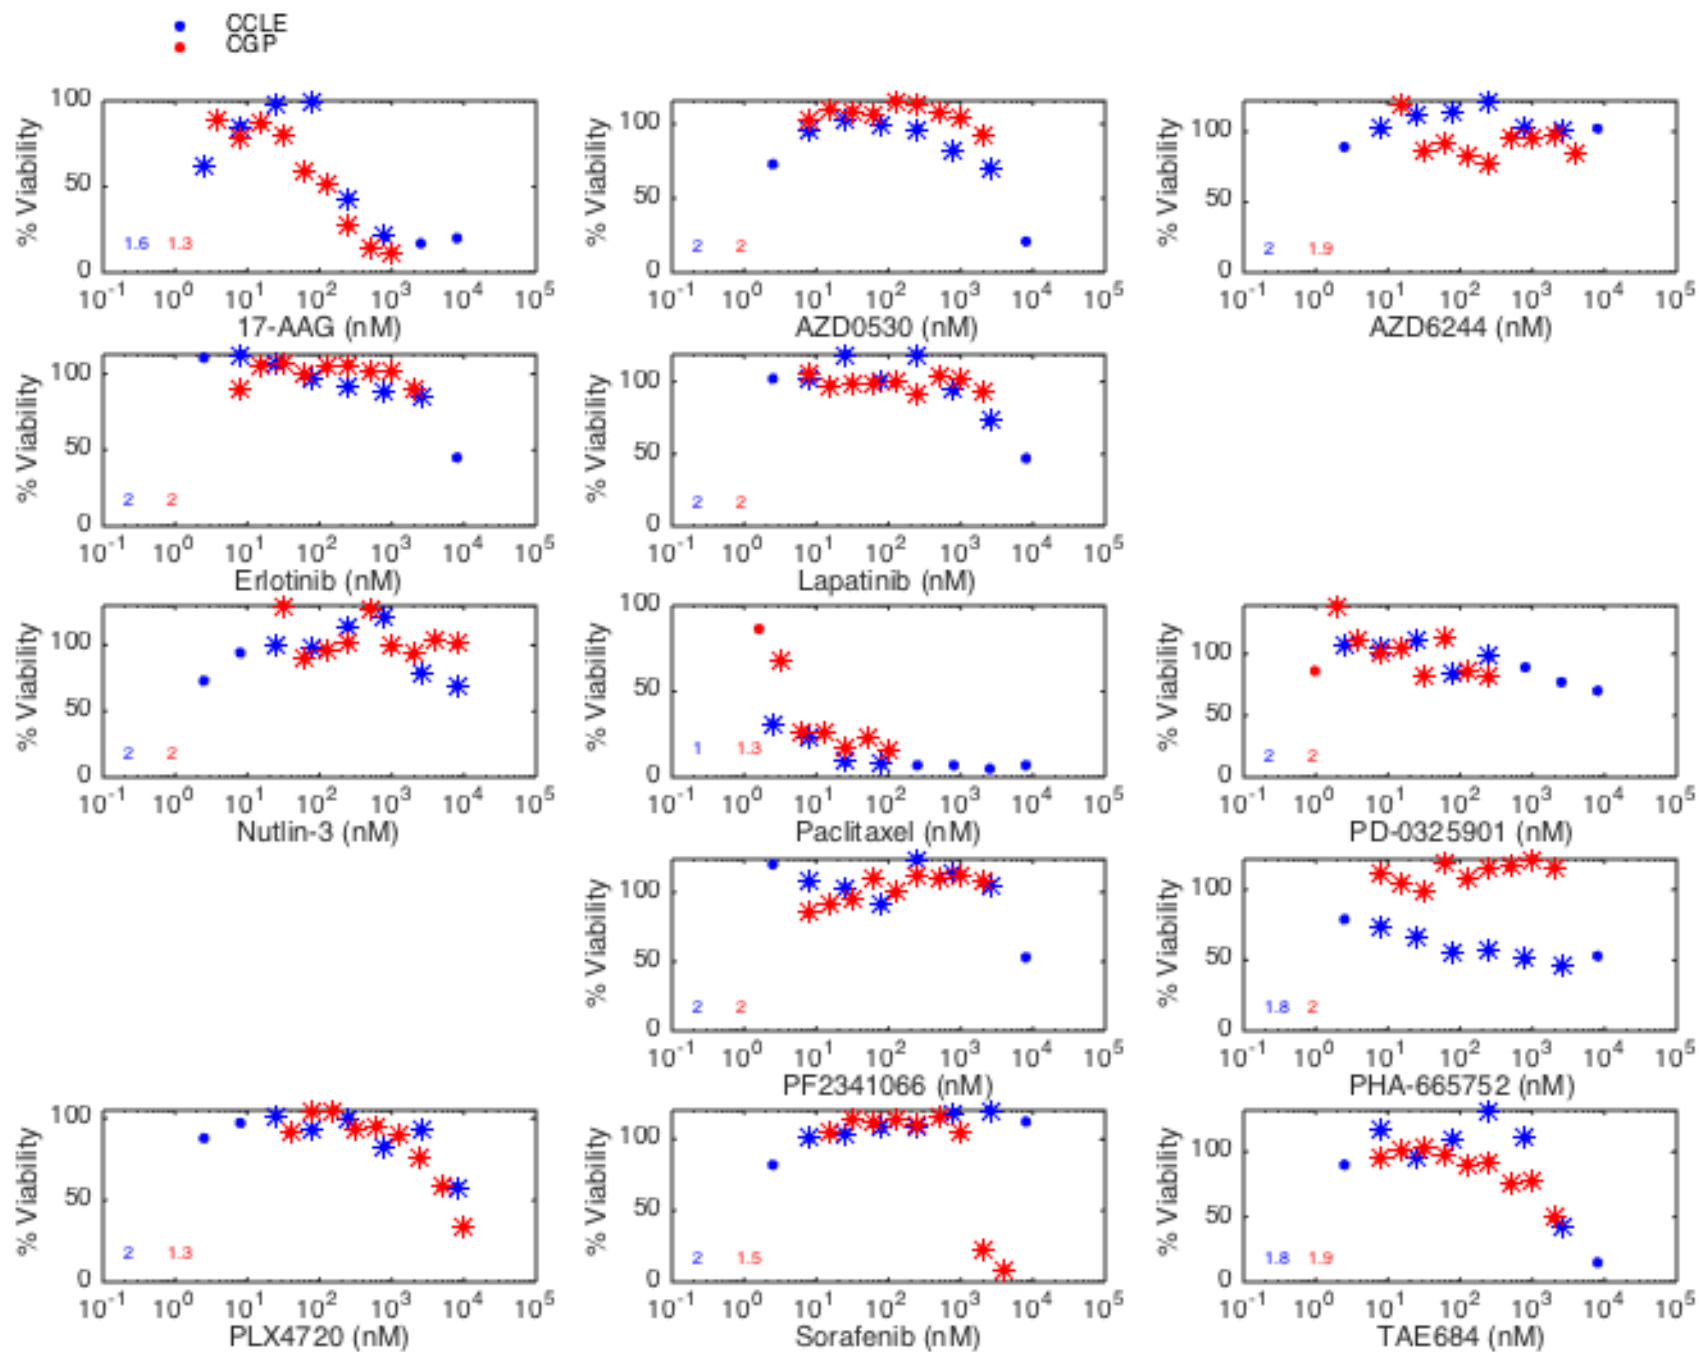 CCLE
CGP
100 100 100
50 50 50
0 0 0
% Viability % Viability % Viability
1.6 1.3 2 2 2 1.9
10^-1 10^0 10^1 10^2 10^3 10^4 10^5 10^-1 10^0 10^1 10^2 10^3 10^4 10^5 10^-1 10^0 10^1 10^2 10^3 10^4 10^5
17-AAG (nM) AZD0530 (nM) AZD6244 (nM)
100 100
50 50
0 0
% Viability % Viability
2 2 2 2
10^-1 10^0 10^1 10^2 10^3 10^4 10^5 10^-1 10^0 10^1 10^2 10^3 10^4 10^5
Erlotinib (nM) Lapatinib (nM)
100 100 100
50 50 50
0 0 0
% Viability % Viability % Viability
2 2 1 1.3 2 2
10^-1 10^0 10^1 10^2 10^3 10^4 10^5 10^-1 10^0 10^1 10^2 10^3 10^4 10^5 10^-1 10^0 10^1 10^2 10^3 10^4 10^5
Nutlin-3 (nM) Paclitaxel (nM) PD-0325901 (nM)
100 100
50 50
0 0
% Viability % Viability
2 2 1.8 2
10^-1 10^0 10^1 10^2 10^3 10^4 10^5 10^-1 10^0 10^1 10^2 10^3 10^4 10^5
PF2341066 (nM) PHA-665752 (nM)
100 100 100
50 50 50
0 0 0
% Viability % Viability % Viability
2 1.3 2 1.5 1.8 1.9
10^-1 10^0 10^1 10^2 10^3 10^4 10^5 10^-1 10^0 10^1 10^2 10^3 10^4 10^5 10^-1 10^0 10^1 10^2 10^3 10^4 10^5
PLX4720 (nM) Sorafenib (nM) TAE684 (nM)